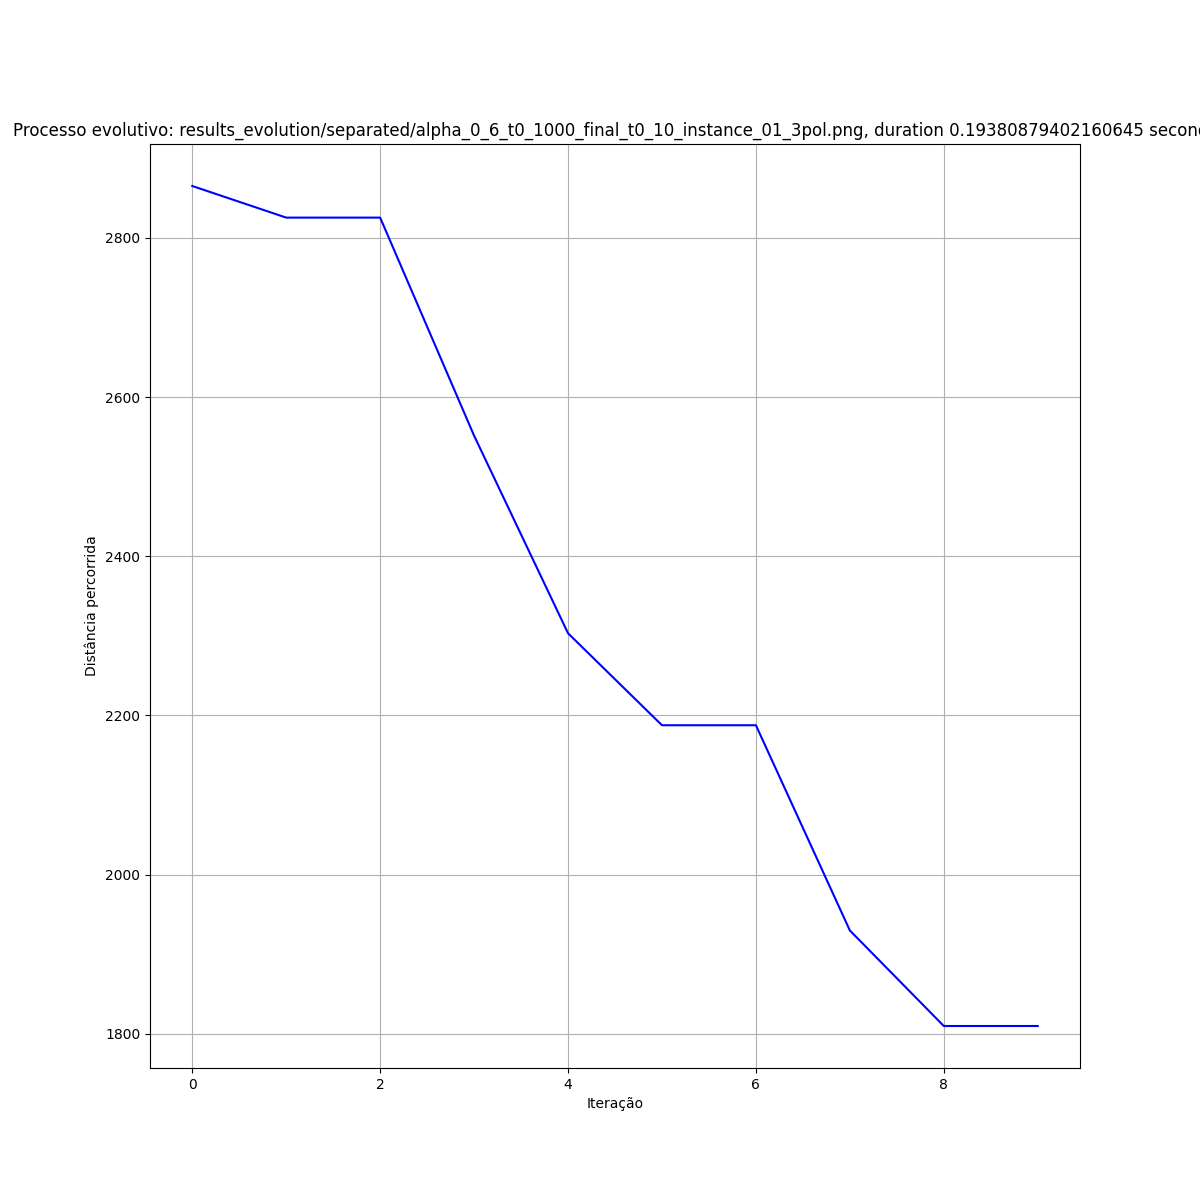 Processo evolutivo: results_evolution/separated/alpha_0_6_t0_1000_final_t0_10_instance_01_3pol.png, duration 0.19380879402160645
2800
2600
2400
2200
2000
1800
Distância percorrida
0 2 4 6 8
Iteração